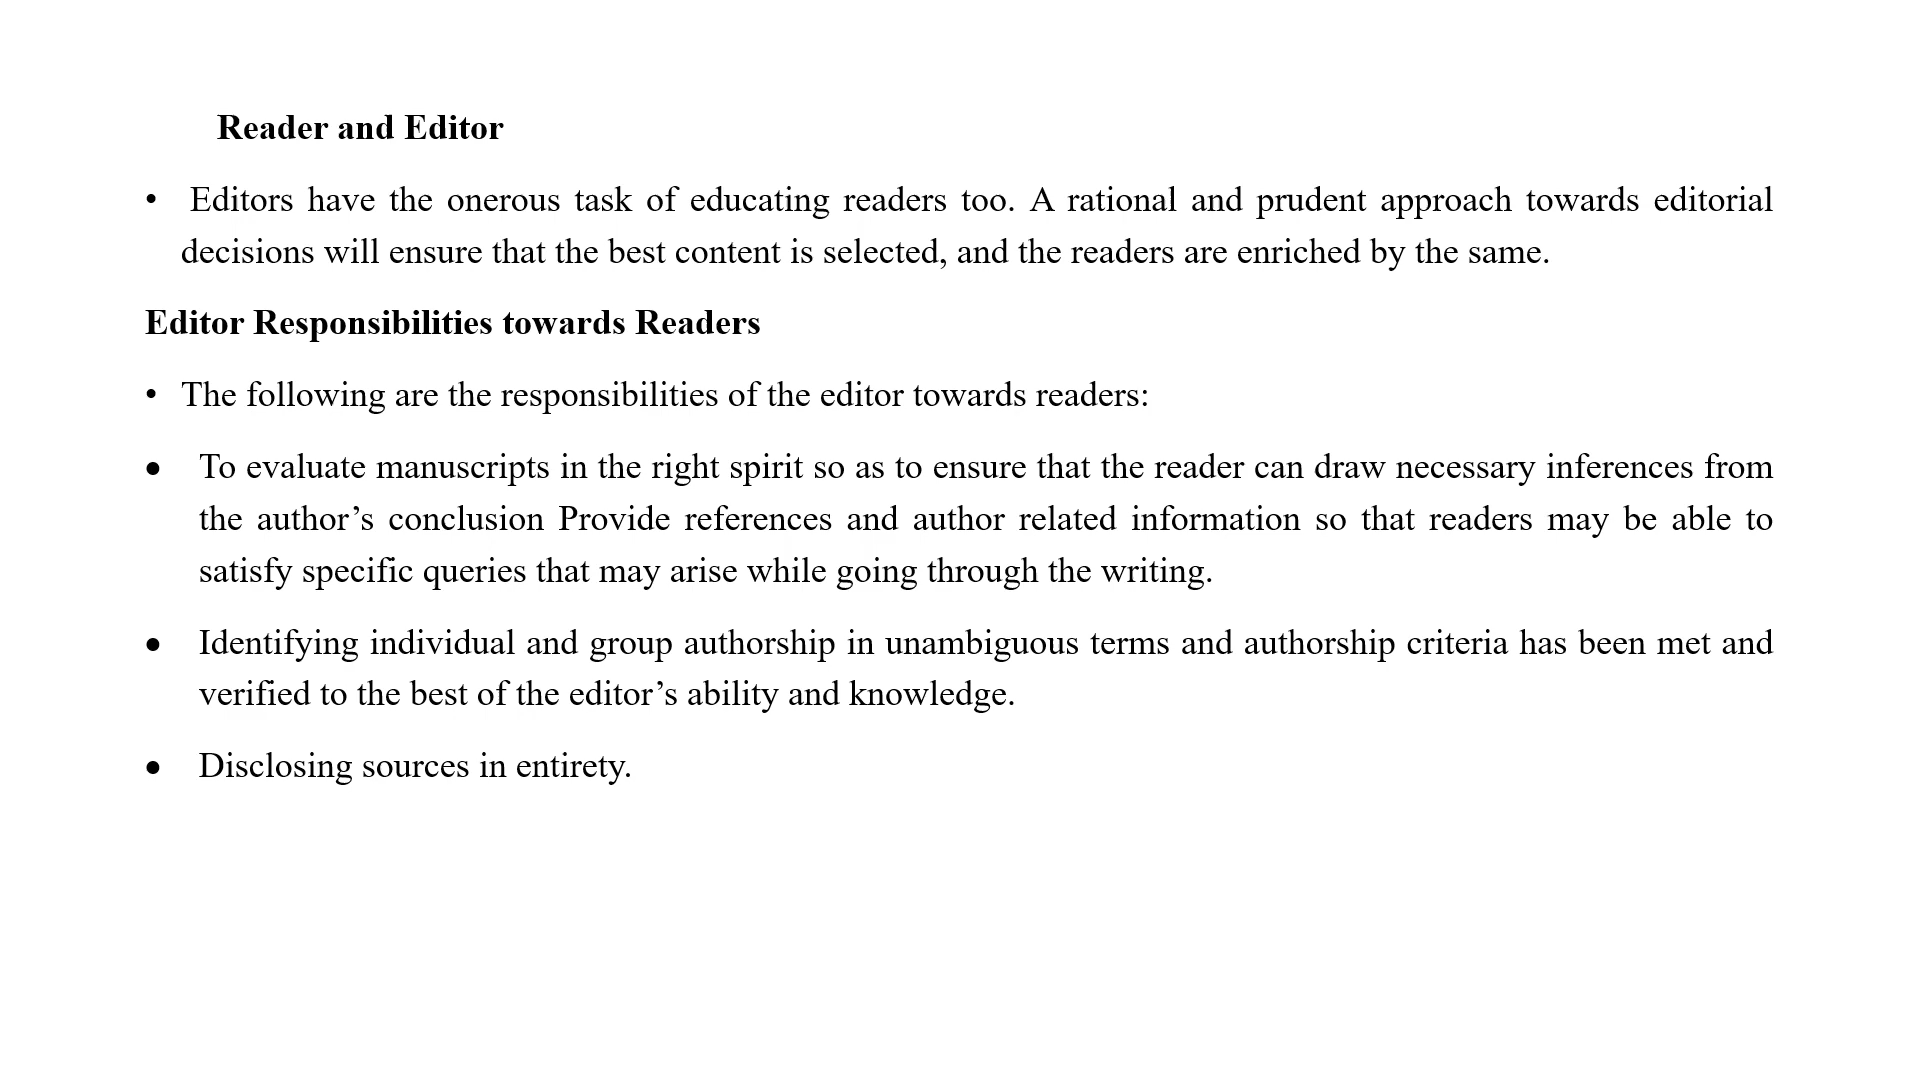 Reader and Editor
• Editors have the onerous task of educating readers too. A rational and prudent approach towards editorial
decisions will ensure that the best content is selected, and the readers are enriched by the same.
Editor Responsibilities towards Readers
• The following are the responsibilities of the editor towards readers:
● To evaluate manuscripts in the right spirit so as to ensure that the reader can draw necessary inferences from
the author’s conclusion Provide references and author related information so that readers may be able to
satisfy specific queries that may arise while going through the writing.
● Identifying individual and group authorship in unambiguous terms and authorship criteria has been met and
verified to the best of the editor’s ability and knowledge.
● Disclosing sources in entirety.